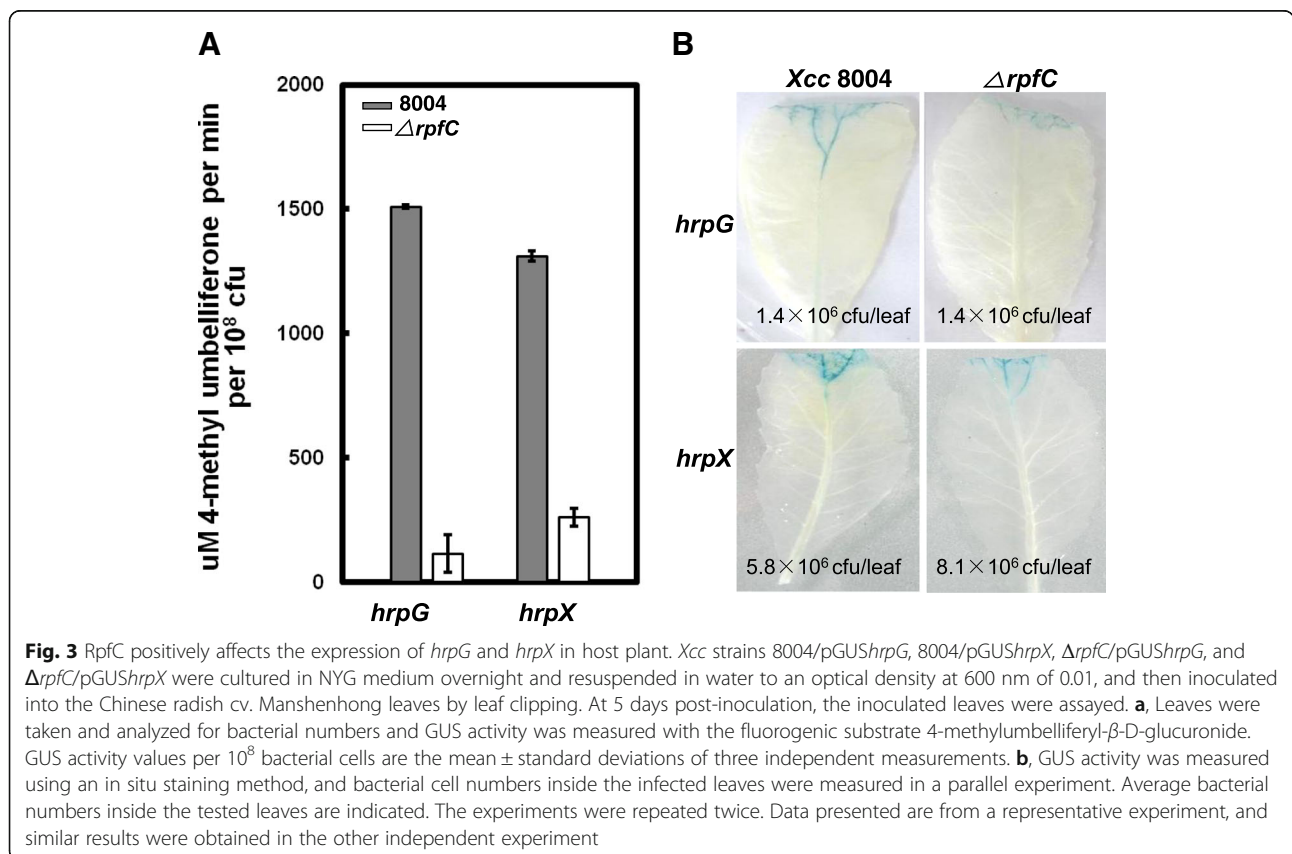 A
B
2000
1500
1000
500
0
uM 4-methyl umbelliferone per min
per 10⁸ cfu
8004
△rpfC
hrpG
hrpX
Xcc 8004
△rpfC
hrpG
1.4×10⁶ cfu/leaf
1.4×10⁶ cfu/leaf
hrpX
5.8×10⁶ cfu/leaf
8.1×10⁶ cfu/leaf
Fig. 3 RpfC positively affects the expression of hrpG and hrpX in host plant. Xcc strains 8004/pGUShrpG, 8004/pGUShrpX, ΔrpfC/pGUShrpG, and
ΔrpfC/pGUShrpX were cultured in NYG medium overnight and resuspended in water to an optical density at 600 nm of 0.01, and then inoculated
into the Chinese radish cv. Manshenhong leaves by leaf clipping. At 5 days post-inoculation, the inoculated leaves were assayed. a, Leaves were
taken and analyzed for bacterial numbers and GUS activity was measured with the fluorogenic substrate 4-methylumbelliferyl-β-D-glucuronide.
GUS activity values per 10⁸ bacterial cells are the mean ± standard deviations of three independent measurements. b, GUS activity was measured
using an in situ staining method, and bacterial cell numbers inside the infected leaves were measured in a parallel experiment. Average bacterial
numbers inside the tested leaves are indicated. The experiments were repeated twice. Data presented are from a representative experiment, and
similar results were obtained in the other independent experiment